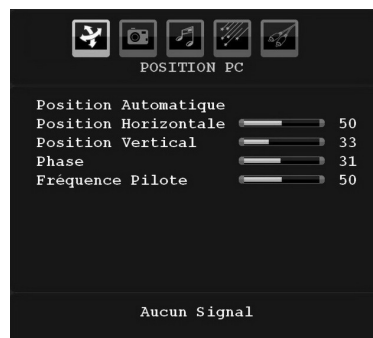 POSITION PC
Position Automatique
Position Horizontale 50
Position Vertical 33
Phase 31
Fréquence Pilote 50
Aucun Signal